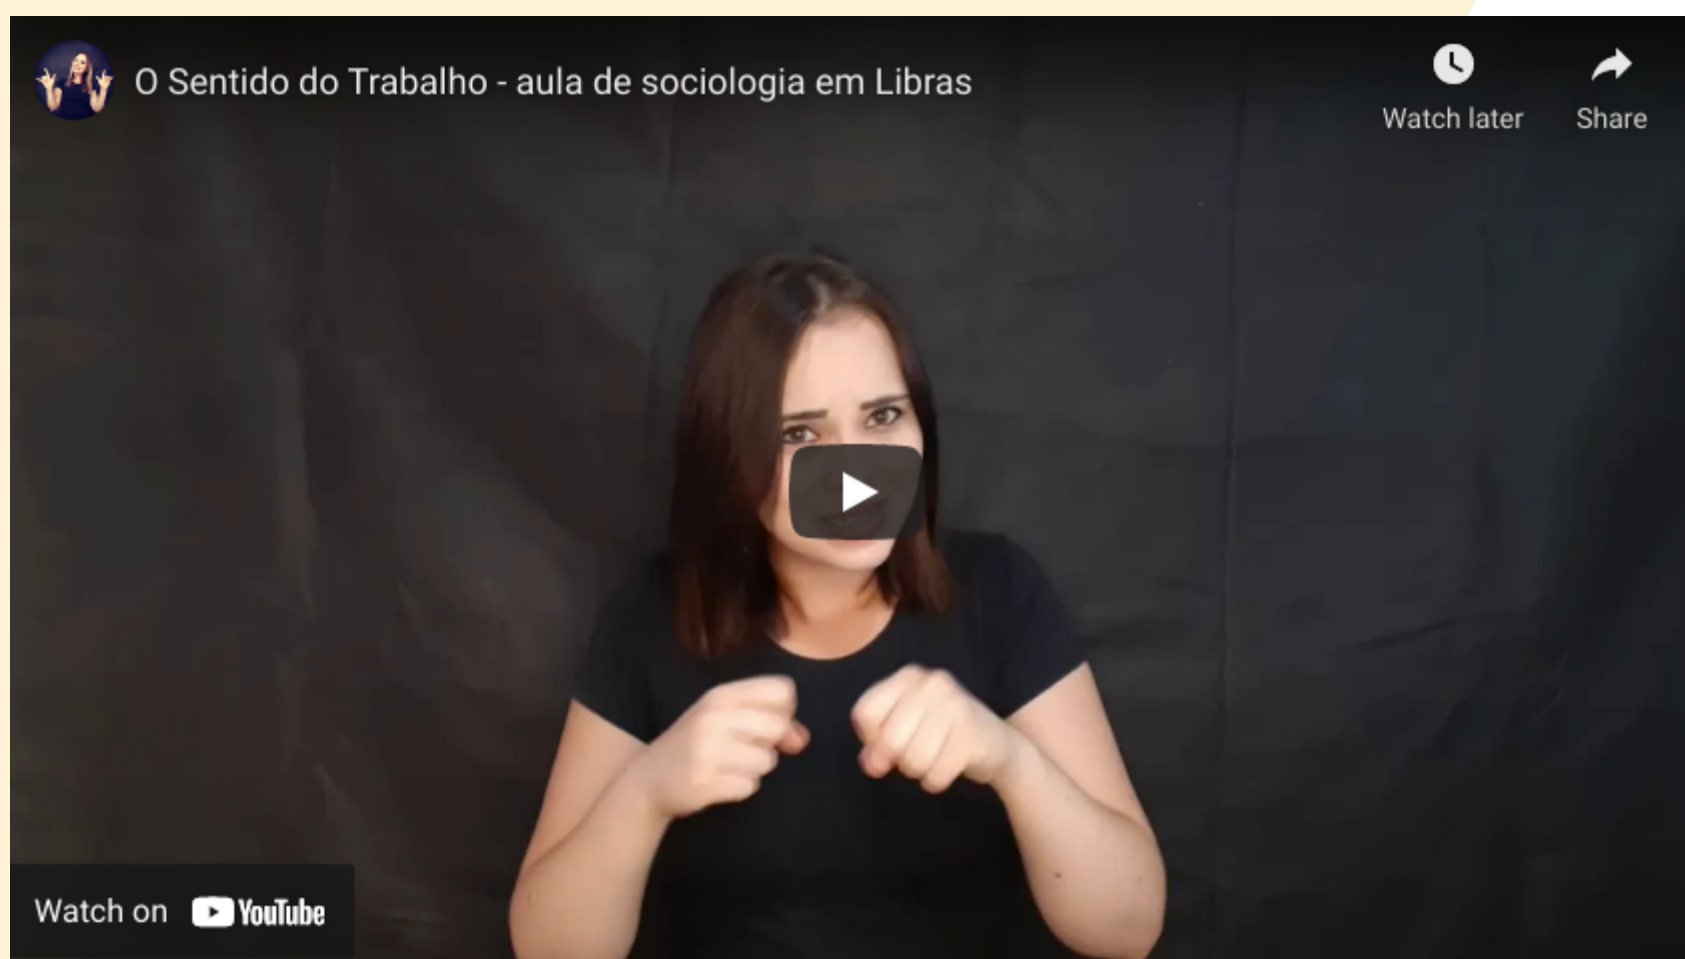 O Sentido do Trabalho - aula de sociologia em Libras
Watch later
Share
Watch on YouTube